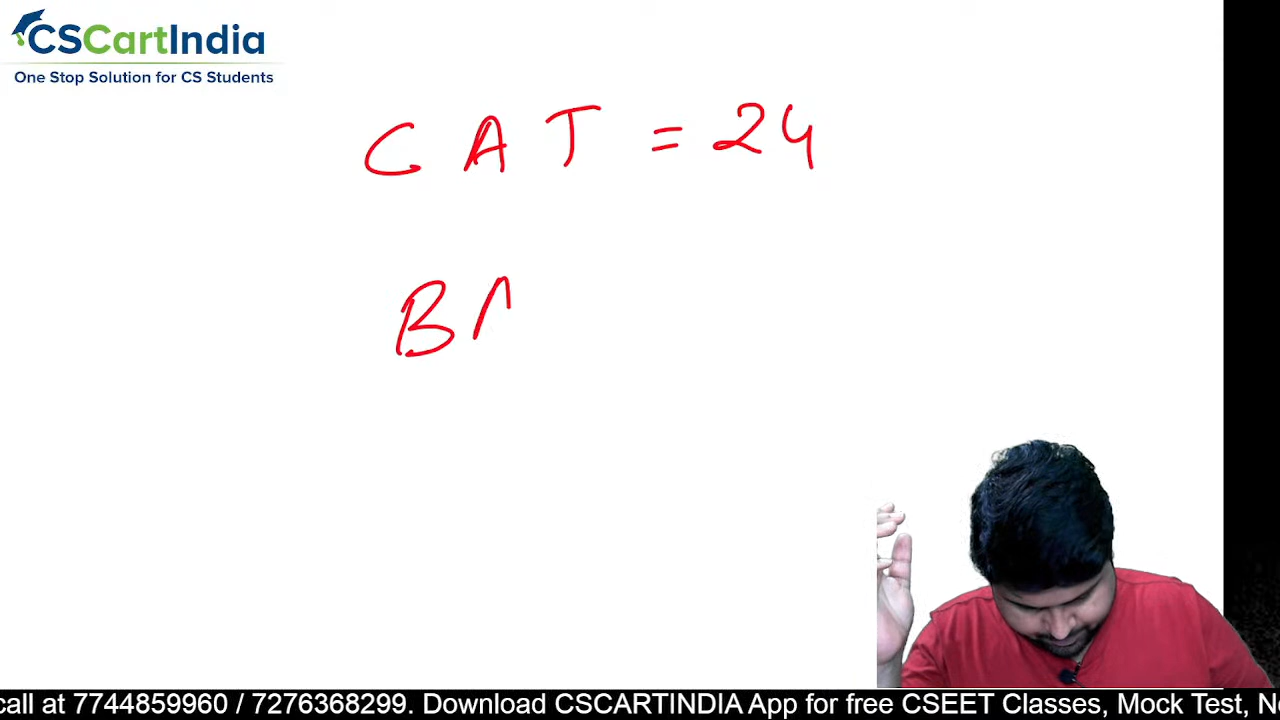 CSCartIndia
One Stop Solution for CS Students
CAT = 24
BA
call at 7744859960 / 7276368299. Download CSCARTINDIA App for free CSEET Classes, Mock Test,